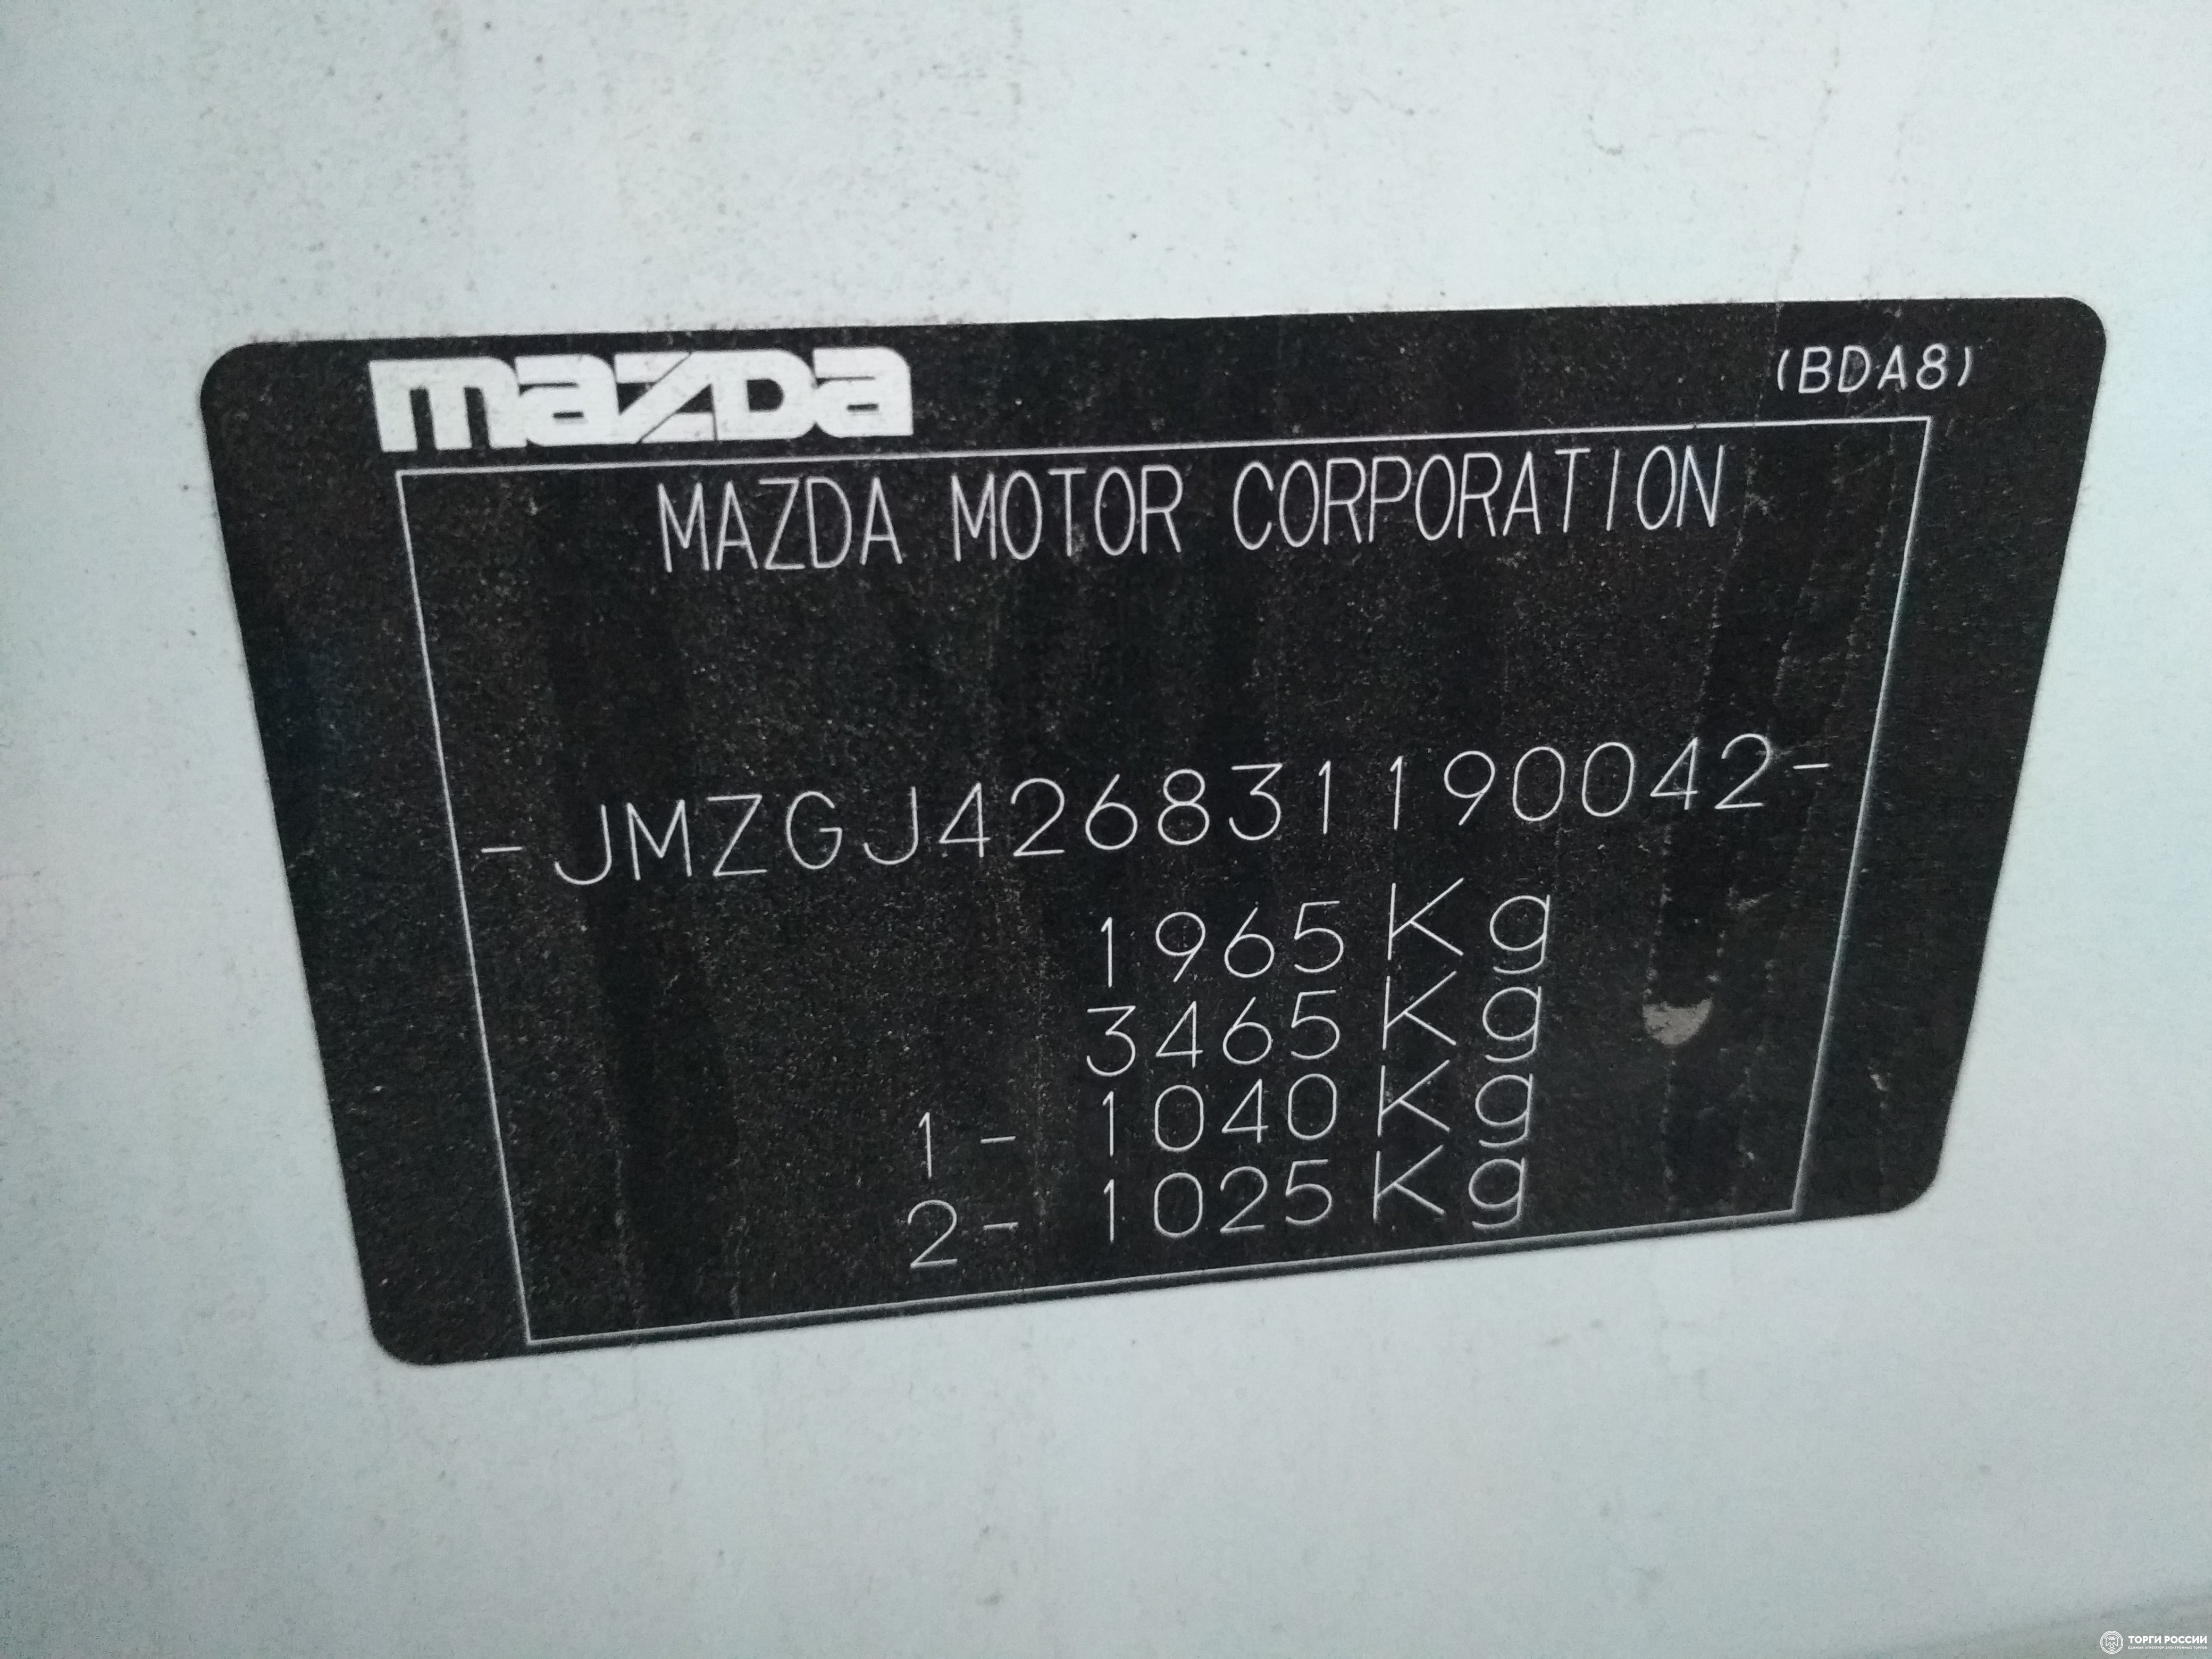 mazda
(BDA8)
MAZDA MOTOR CORPORATION
-JMZGJ426831190042-
1965Kg
3465Kg
1- 1040Kg
2- 1025Kg
ТОРГИ РОССИИ